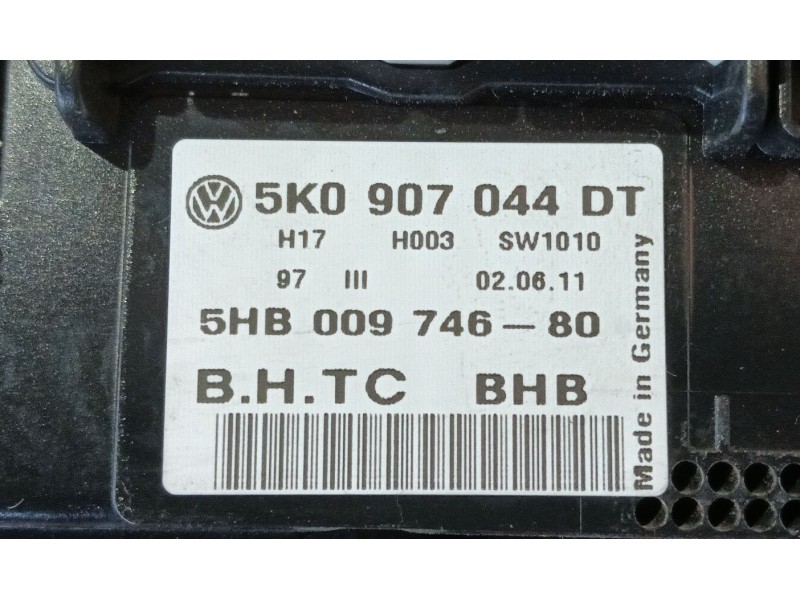 5K0 907 044 DT
H17 H003 SW1010
97 III 02.06.11
5HB 009 746-80
B.H.TC BHB
Made in Germany